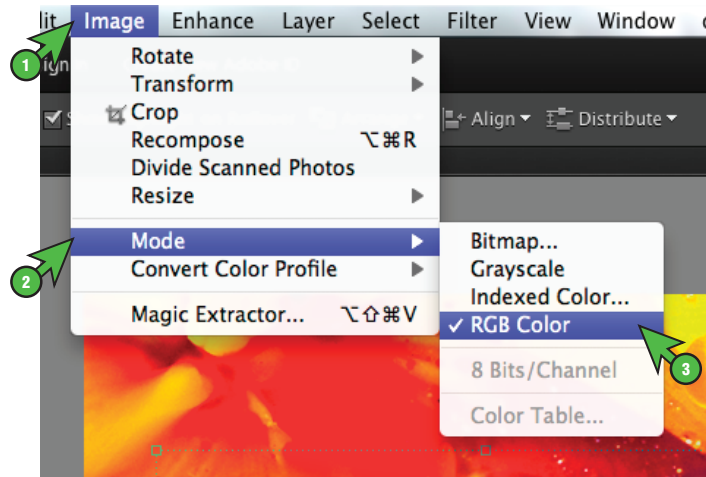 Image Enhance Layer Select Filter View Window
1
Rotate
Transform
Crop
Align Distribute
Recompose ⌥⌘R
Divide Scanned Photos
Resize
2
Mode
Convert Color Profile
Magic Extractor... ⌥⇧⌘V
Bitmap...
Grayscale
Indexed Color...
✓ RGB Color
3
8 Bits/Channel
Color Table...